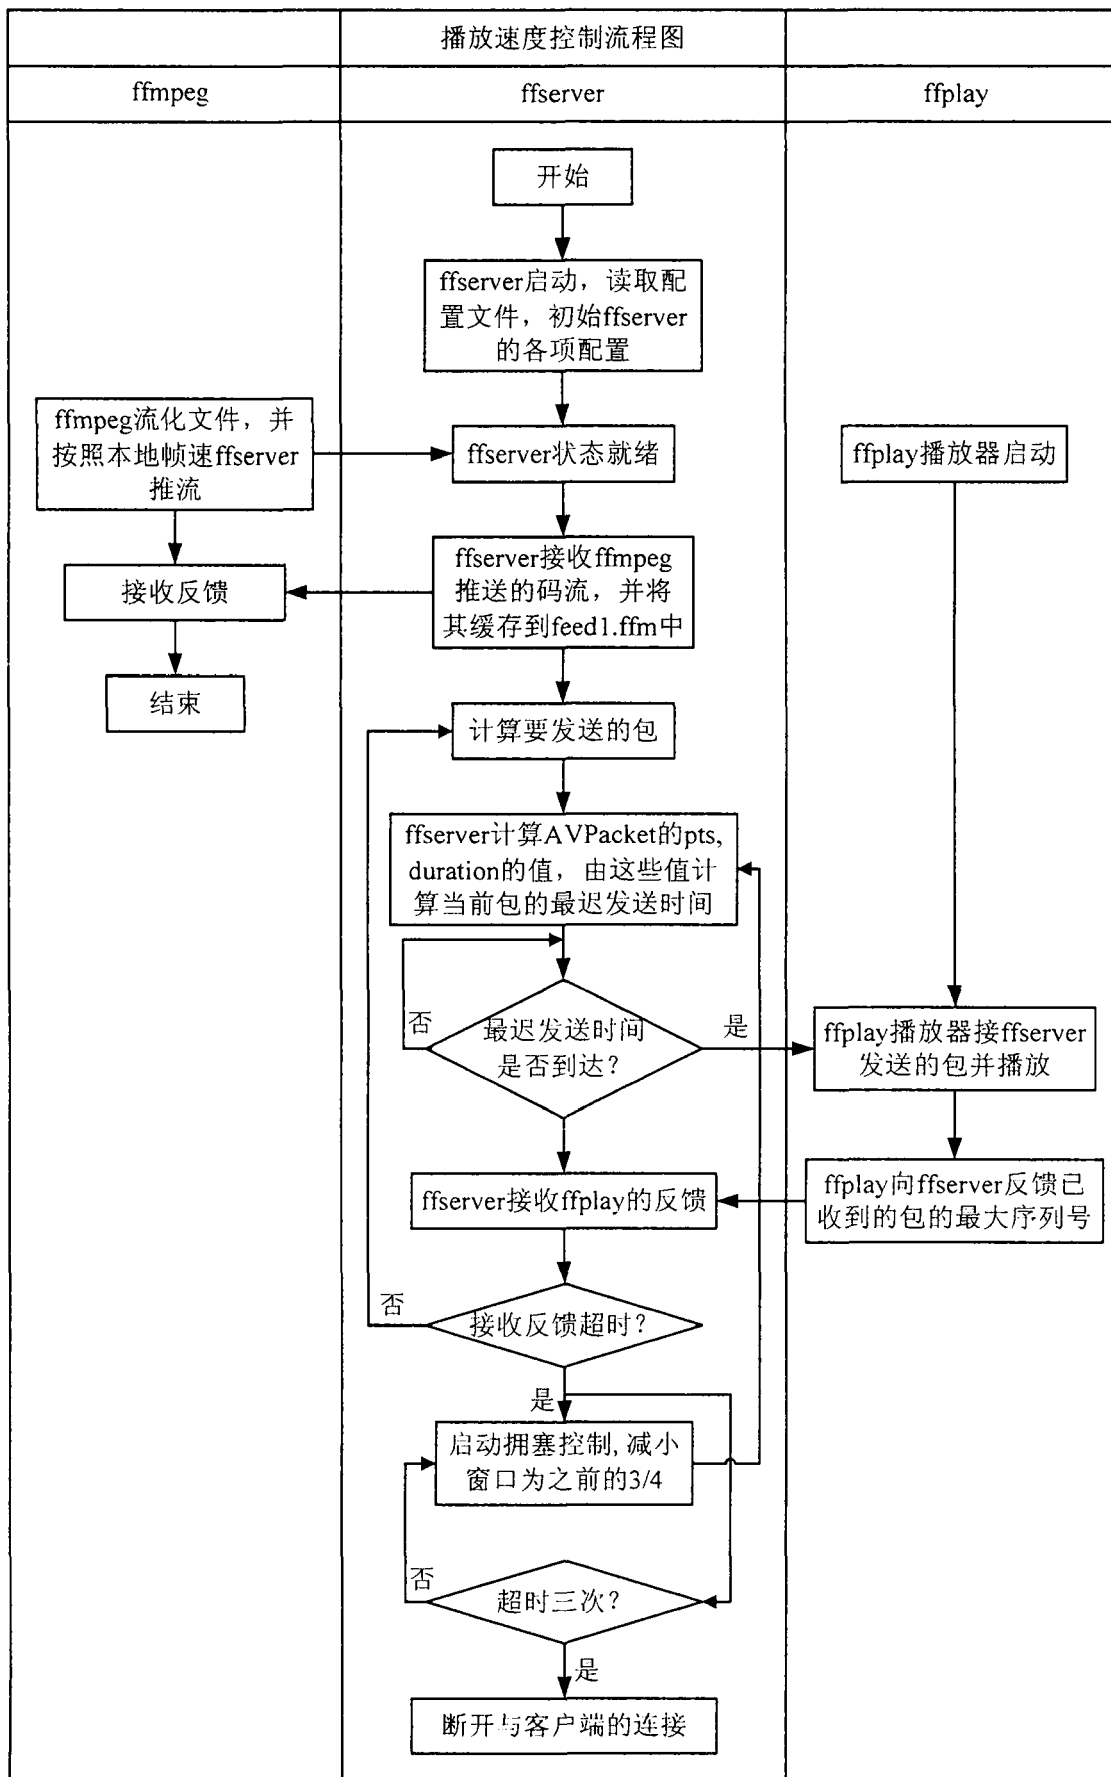 播放速度控制流程图
ffmpeg
ffserver
ffplay
开始
ffserver启动，读取配
置文件，初始ffserver
的各项配置
ffmpeg流化文件，并
按照本地帧速ffserver
推流
ffserver状态就绪
ffplay播放器启动
ffserver接收ffmpeg
推送的码流，并将
其缓存到feed1.ffm中
接收反馈
结束
计算要发送的包
ffserver计算AVPacket的pts,
duration的值，由这些值计
算当前包的最迟发送时间
否
最迟发送时间
是否到达？
是
ffplay播放器接ffserver
发送的包并播放
ffserver接收ffplay的反馈
ffplay向ffserver反馈已
收到的包的最大序列号
否
接收反馈超时？
是
启动拥塞控制,减小
窗口为之前的3/4
否
超时三次？
是
断开与客户端的连接